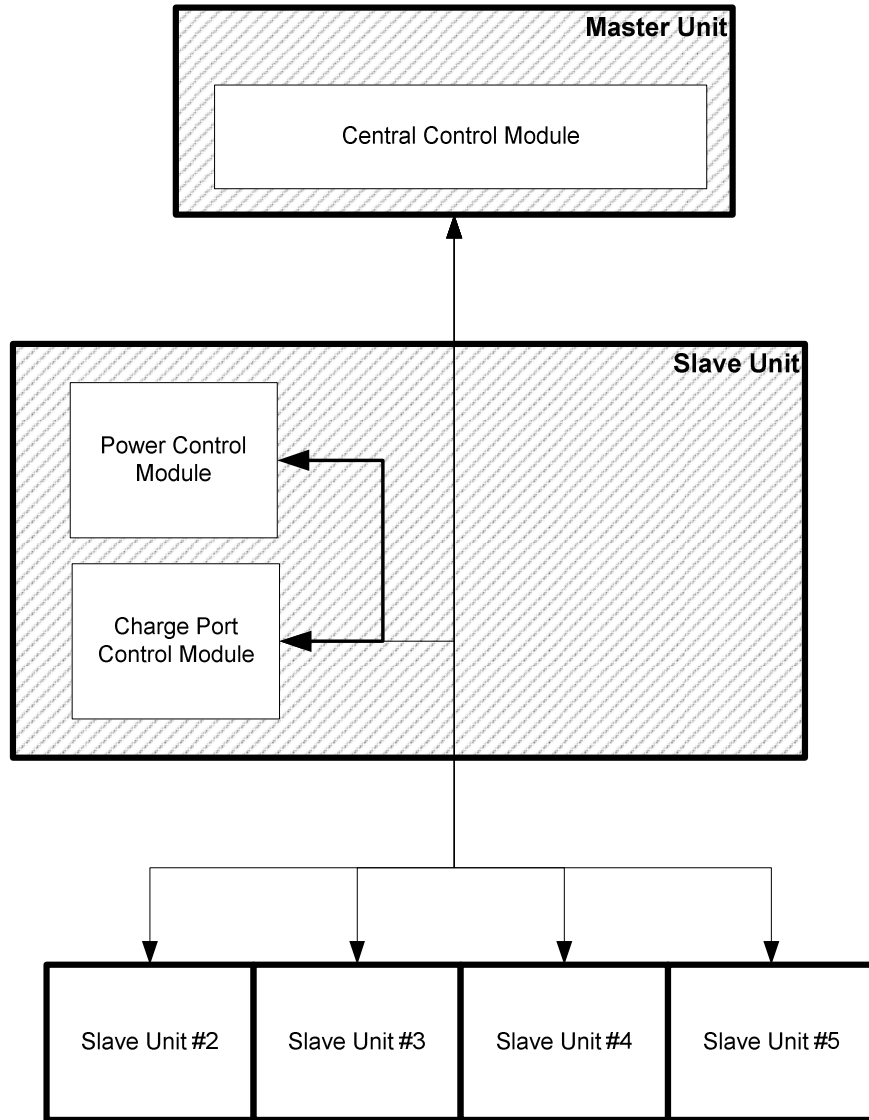 Master Unit
Central Control Module
Slave Unit
Power Control
Module
Charge Port
Control Module
Slave Unit #2
Slave Unit #3
Slave Unit #4
Slave Unit #5